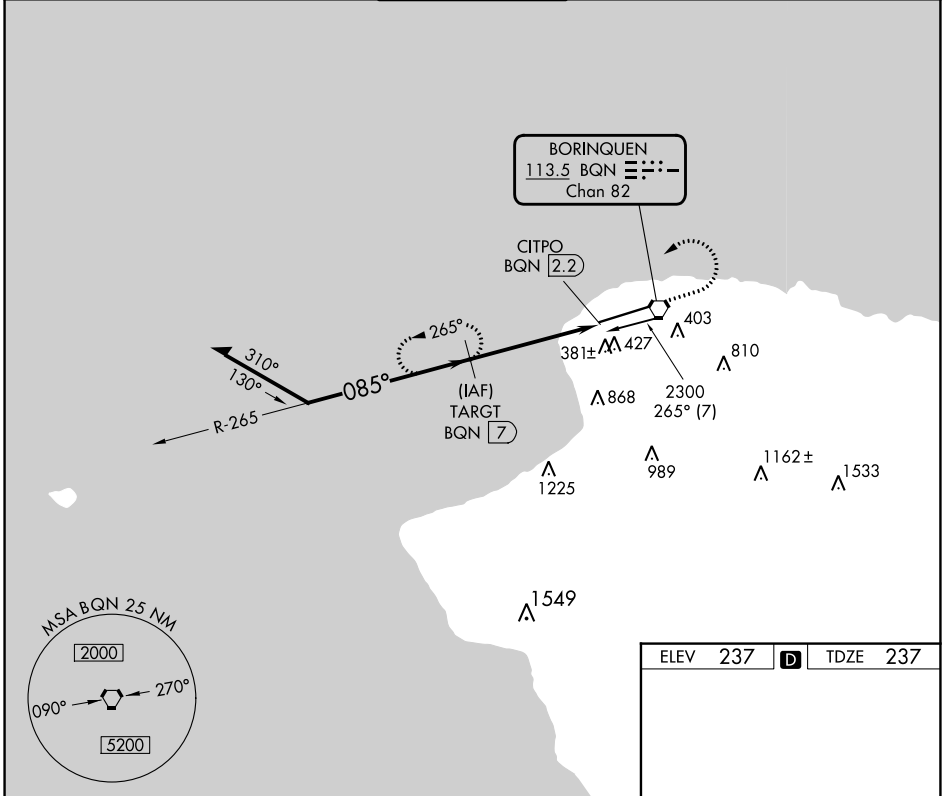 BORINQUEN
113.5 BQN
Chan 82
CITPO
BQN 2.2
403
381± 427
810
265°
310°
130°
085°
R-265
(IAF)
TARGT
BQN 7
868
2300
265° (7)
1225
989
1162±
1533
1549
MSA BQN 25 NM
2000
090°
270°
5200
ELEV 237 D TDZE 237